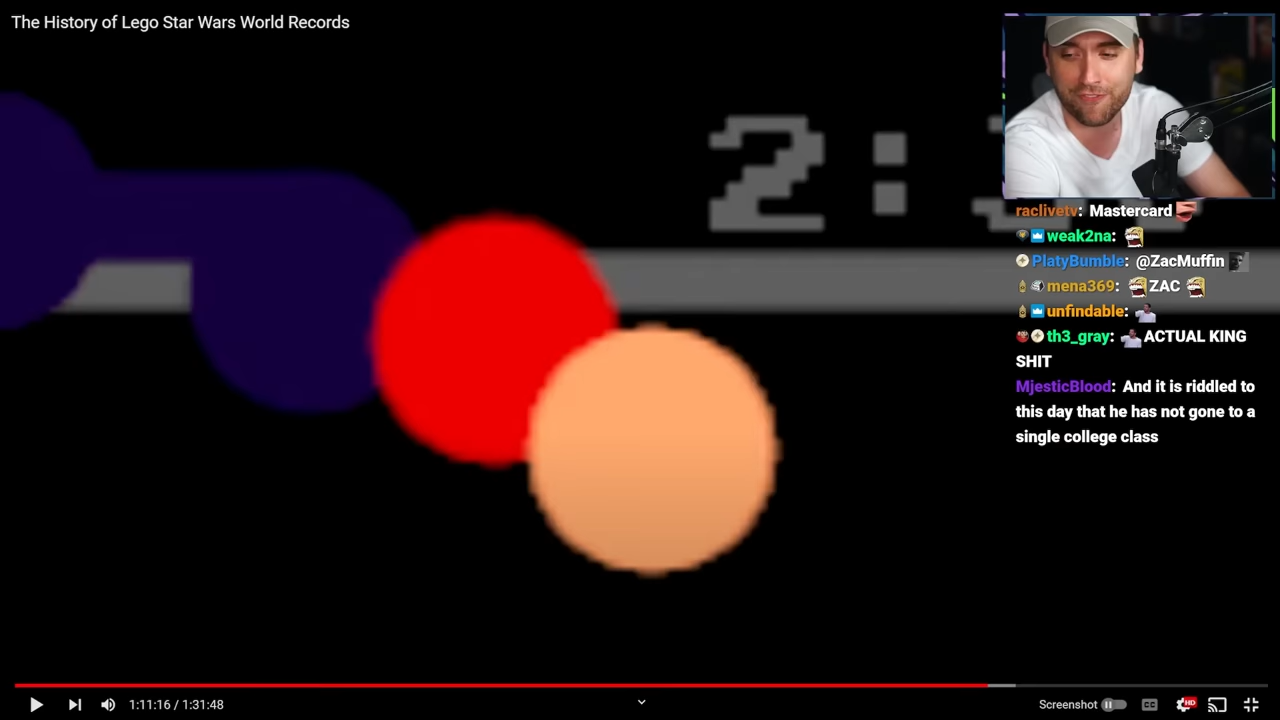 The History of Lego Star Wars World Records
2:
raclivetv: Mastercard
weak2na:
PlatyBumble: @ZacMuffin
mena369: ZAC
unfindable:
th3_gray: ACTUAL KING
SHIT
MjesticBlood: And it is riddled to
this day that he has not gone to a
single college class
1:11:16 / 1:31:48
Screenshot
CC
HD